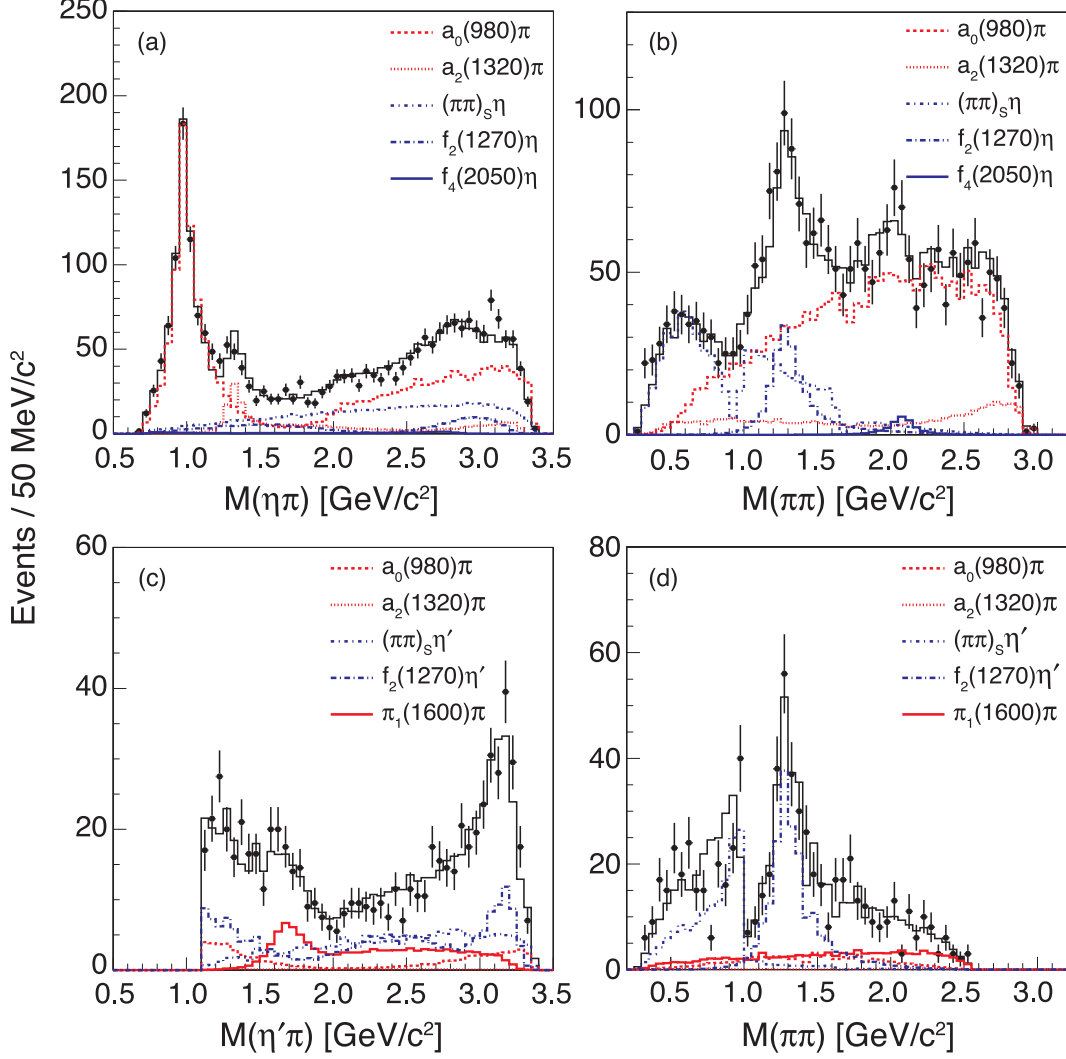 Events / 50 MeV/c²
(a)
a₀(980)π
a₂(1320)π
(ππ)ₛη
f₂(1270)η
f₄(2050)η
250
200
150
100
50
0
0.5 1.0 1.5 2.0 2.5 3.0 3.5
M(ηπ) [GeV/c²]
(b)
a₀(980)π
a₂(1320)π
(ππ)ₛη
f₂(1270)η
f₄(2050)η
100
50
0
0.5 1.0 1.5 2.0 2.5 3.0
M(ππ) [GeV/c²]
(c)
a₀(980)π
a₂(1320)π
(ππ)ₛη′
f₂(1270)η′
π₁(1600)π
60
40
20
0
0.5 1.0 1.5 2.0 2.5 3.0 3.5
M(η′π) [GeV/c²]
(d)
a₀(980)π
a₂(1320)π
(ππ)ₛη′
f₂(1270)η′
π₁(1600)π
80
60
40
20
0
0.5 1.0 1.5 2.0 2.5 3.0
M(ππ) [GeV/c²]